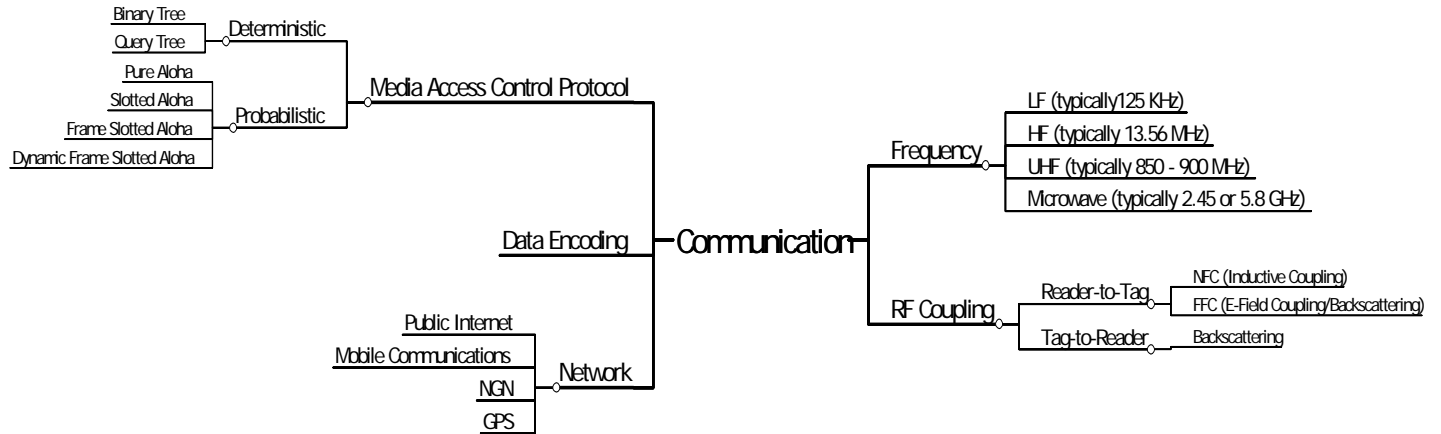 Binary Tree
Query Tree
Deterministic
Pure Aloha
Slotted Aloha
Frame Slotted Aloha
Dynamic Frame Slotted Aloha
Probabilistic
Media Access Control Protocol
Data Encoding
Public Internet
Mobile Communications
NGN
GPS
Network
Communication
Frequency
LF (typically125 KHz)
HF (typically 13.56 MHz)
UHF (typically 850 - 900 MHz)
Microwave (typically 2.45 or 5.8 GHz)
RF Coupling
Reader-to-Tag
NFC (Inductive Coupling)
FFC (E-Field Coupling/Backscattering)
Tag-to-Reader
Backscattering